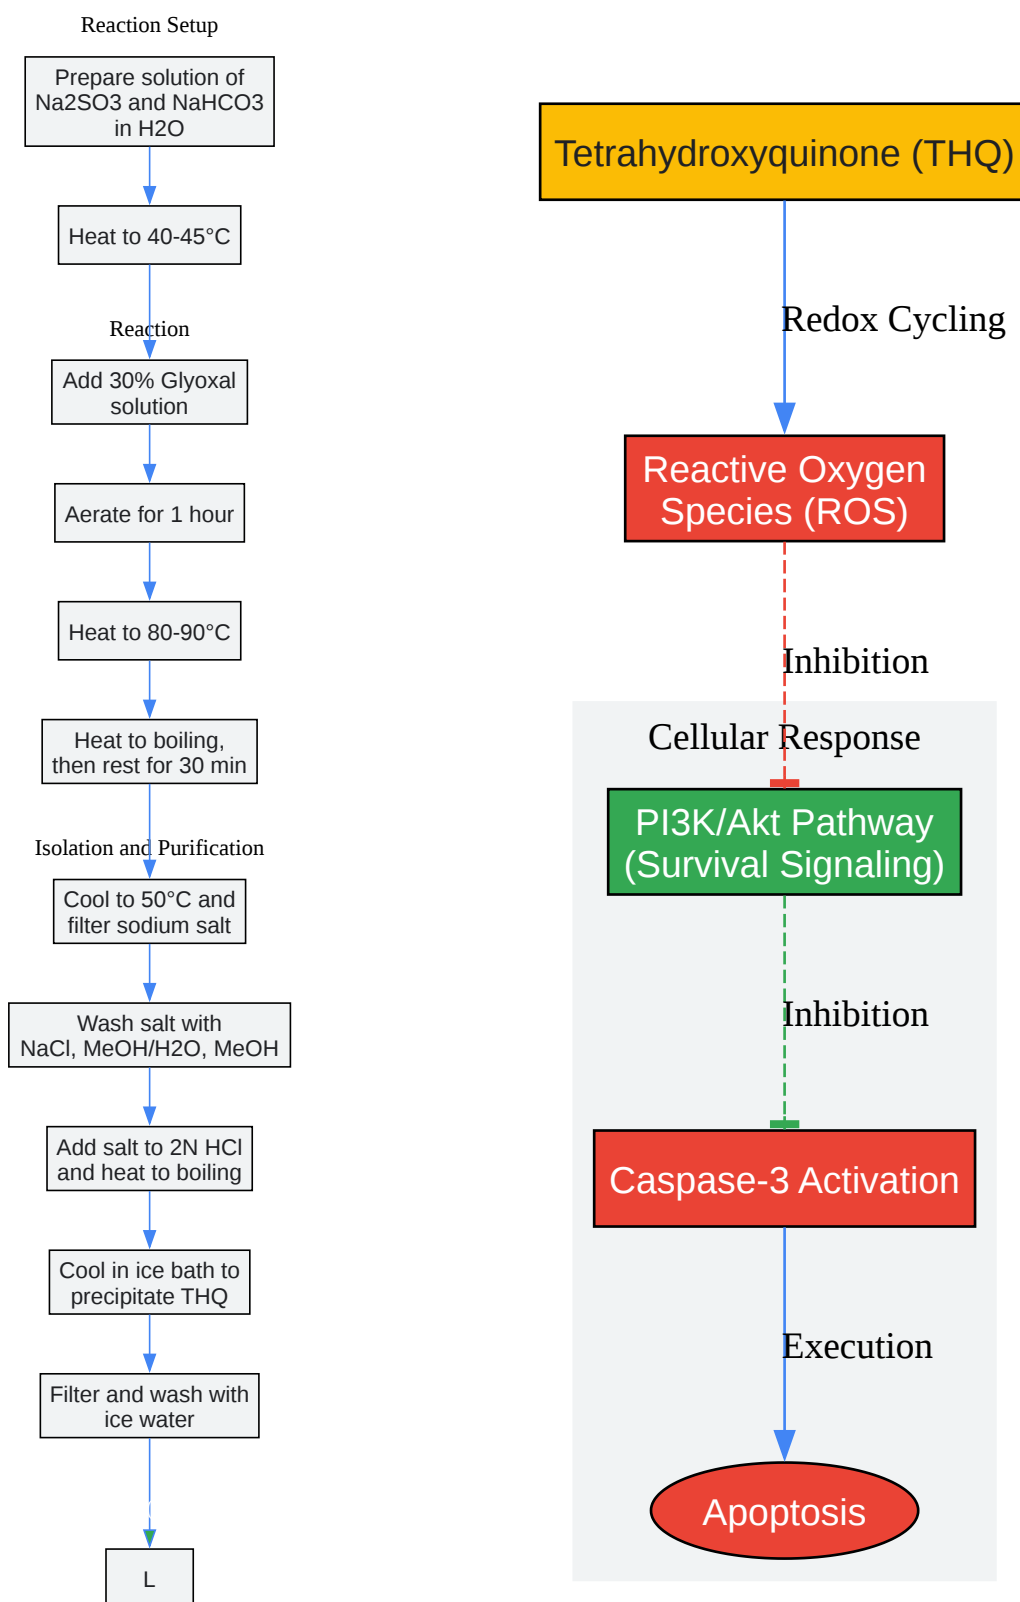 Reaction Setup
Prepare solution of
Na2SO3 and NaHCO3
in H2O
Heat to 40-45°C
Reaction
Add 30% Glyoxal
solution
Aerate for 1 hour
Heat to 80-90°C
Heat to boiling,
then rest for 30 min
Isolation and Purification
Cool to 50°C and
filter sodium salt
Wash salt with
NaCl, MeOH/H2O, MeOH
Add salt to 2N HCl
and heat to boiling
Cool in ice bath to
precipitate THQ
Filter and wash with
ice water
L
Tetrahydroxyquinone (THQ)
Redox Cycling
Reactive Oxygen
Species (ROS)
Inhibition
Cellular Response
PI3K/Akt Pathway
(Survival Signaling)
Inhibition
Caspase-3 Activation
Execution
Apoptosis